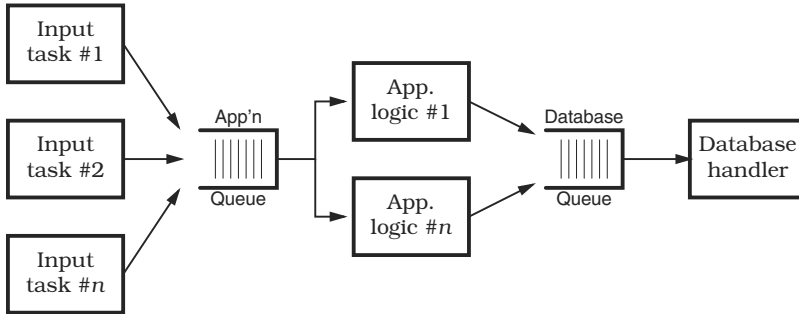 Input
task #1
Input
task #2
Input
task #n
App'n
Queue
App.
logic #1
App.
logic #n
Database
Queue
Database
handler